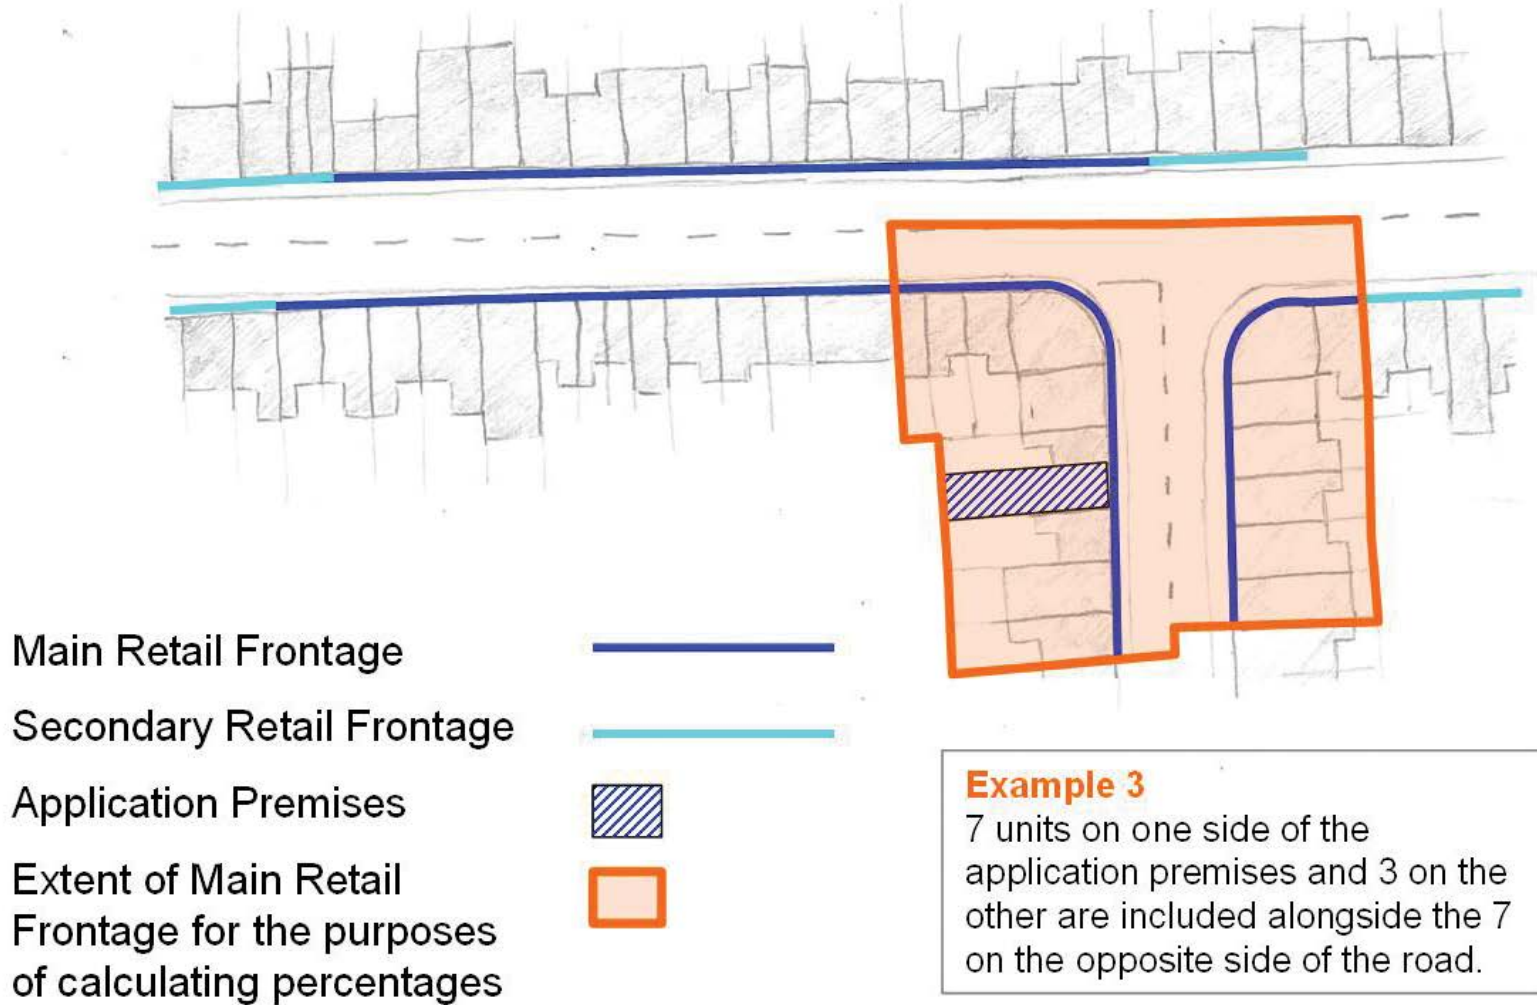 Main Retail Frontage
Secondary Retail Frontage
Application Premises
Extent of Main Retail
Frontage for the purposes
of calculating percentages
Example 3
7 units on one side of the
application premises and 3 on the
other are included alongside the 7
on the opposite side of the road.